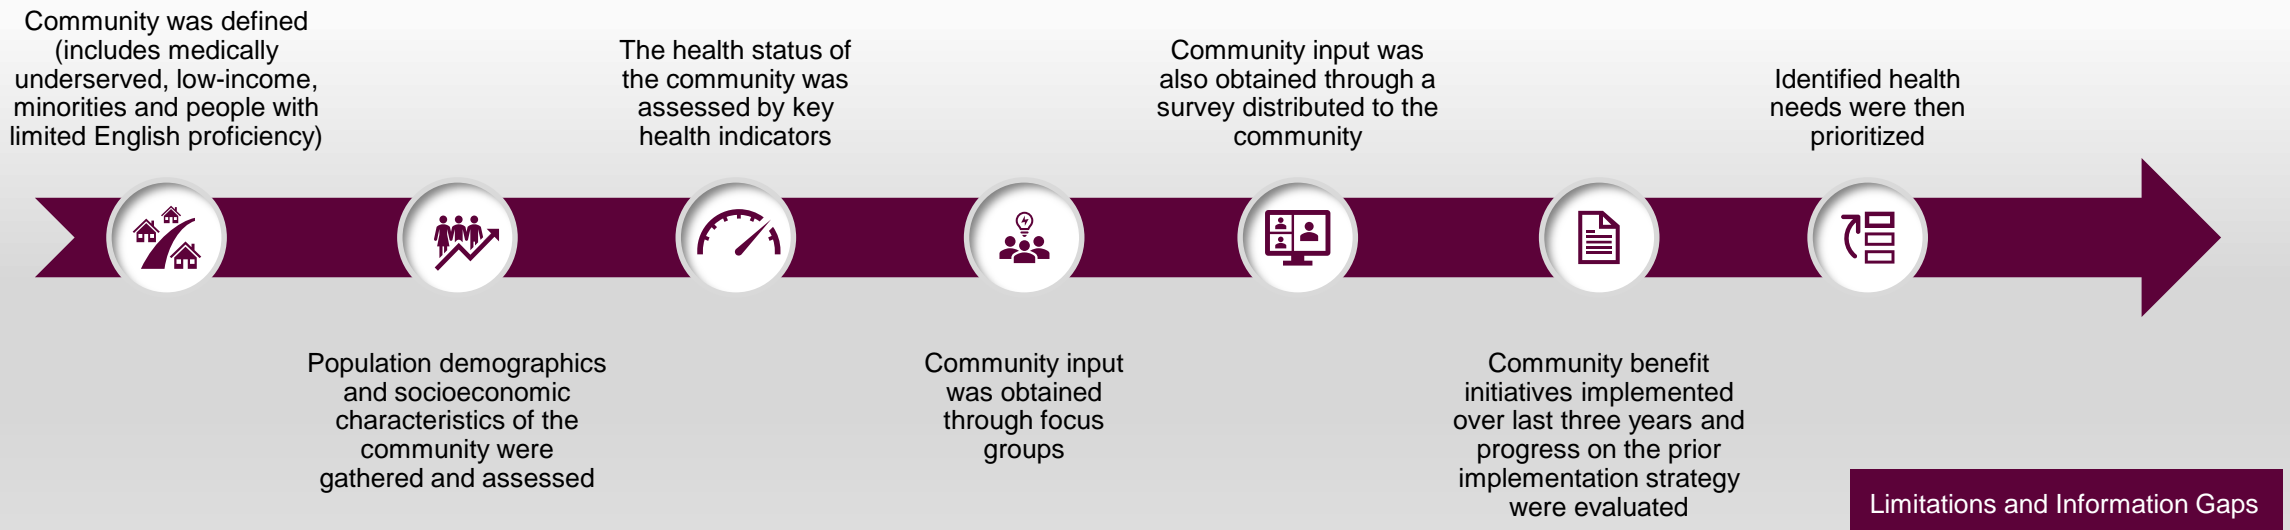 Community was defined
(includes medically
underserved, low-income,
minorities and people with
limited English proficiency)
Population demographics
and socioeconomic
characteristics of the
community were
gathered and assessed
The health status of
the community was
assessed by key
health indicators
Community input
was obtained
through focus
groups
Community input was
also obtained through a
survey distributed to the
community
Community benefit
initiatives implemented
over last three years and
progress on the prior
implementation strategy
were evaluated
Identified health
needs were then
prioritized
Limitations and Information Gaps